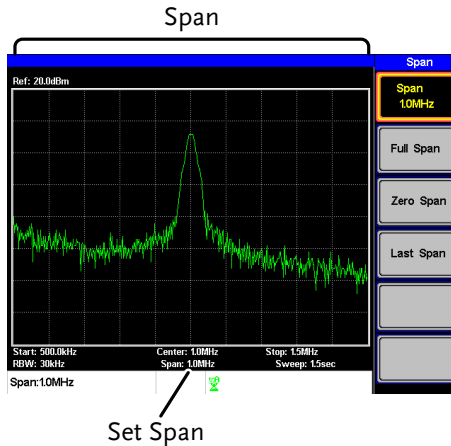 Span
Span
Ref: 20.0dBm
Span
1.0MHz
Full Span
Zero Span
Last Span
Start: 500.0kHz Center: 1.0MHz Stop: 1.5MHz
RBW: 30kHz Span: 1.0MHz Sweep: 1.5sec
Span:1.0MHz
Set Span